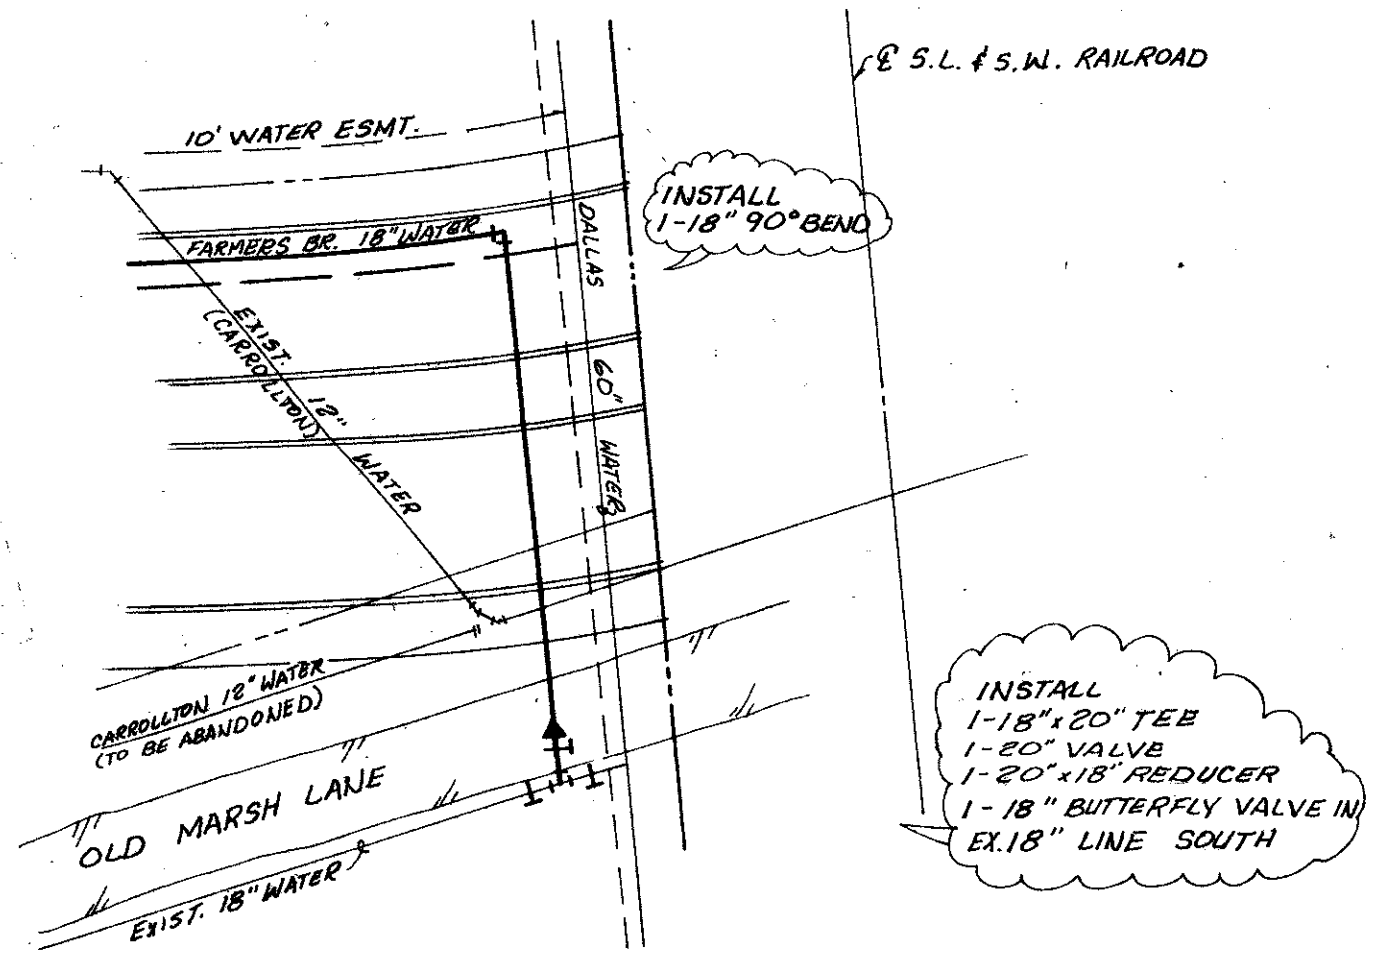 ℄ S.L. & S.W. RAILROAD
10' WATER ESMT.
INSTALL
1-18" 90° BEND
FARMERS BR. 18" WATER
DALLAS 60" WATER
EXIST. 12" WATER
(CARROLLTON)
CARROLLTON 12" WATER
(TO BE ABANDONED)
OLD MARSH LANE
EXIST. 18" WATER
INSTALL
1-18" x 20" TEE
1-20" VALVE
1-20" x 18" REDUCER
1-18" BUTTERFLY VALVE IN
EX. 18" LINE SOUTH